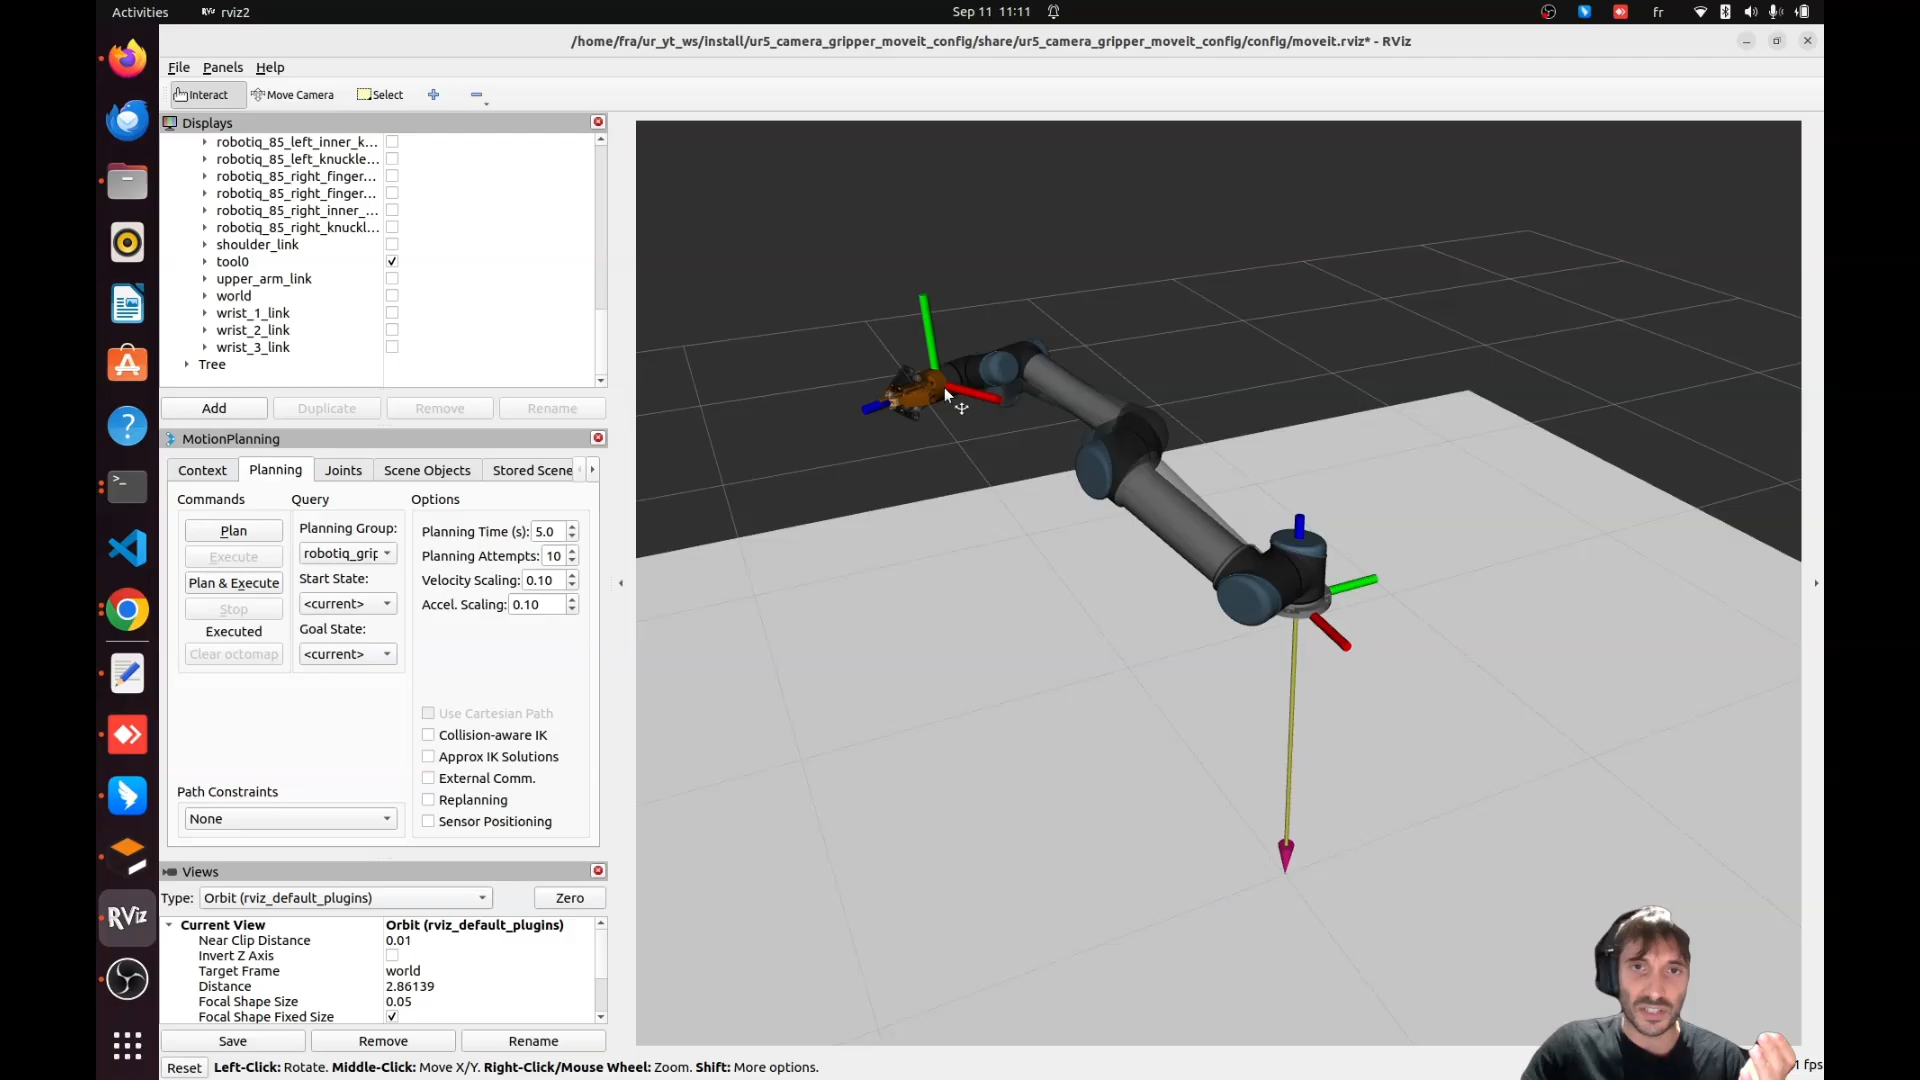 Activities
RViz rviz2
Sep 11 11:11
fr
/home/fra/ur_yt_ws/install/ur5_camera_gripper_moveit_config/share/ur5_camera_gripper_moveit_config/config/moveit.rviz* - RViz
File Panels Help
Interact Move Camera Select
Displays
robotiq_85_left_inner_k...
robotiq_85_left_knuckle...
robotiq_85_right_finger...
robotiq_85_right_finger...
robotiq_85_right_inner_...
robotiq_85_right_knuckl...
shoulder_link
tool0
upper_arm_link
world
wrist_1_link
wrist_2_link
wrist_3_link
Tree
Add Duplicate Remove Rename
MotionPlanning
Context Planning Joints Scene Objects Stored Scene
Commands Query Options
Plan
Execute
Plan & Execute
Stop
Executed
Clear octomap
Planning Group:
robotiq_grip
Start State:
<current>
Goal State:
<current>
Planning Time (s): 5.0
Planning Attempts: 10
Velocity Scaling: 0.10
Accel. Scaling: 0.10
Use Cartesian Path
Collision-aware IK
Approx IK Solutions
External Comm.
Replanning
Sensor Positioning
Path Constraints
None
Views
Type: Orbit (rviz_default_plugins) Zero
Current View Orbit (rviz_default_plugins)
Near Clip Distance 0.01
Invert Z Axis
Target Frame world
Distance 2.86139
Focal Shape Size 0.05
Focal Shape Fixed Size
Save Remove Rename
Reset Left-Click: Rotate. Middle-Click: Move X/Y. Right-Click/Mouse Wheel: Zoom. Shift: More options.
fps
RViz